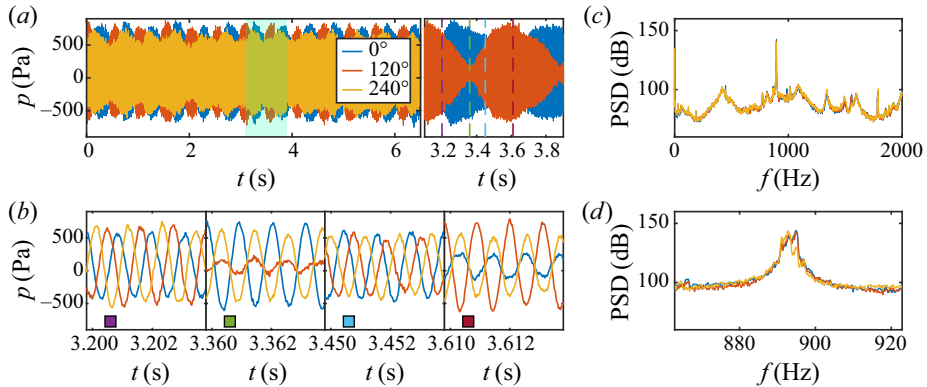 (a)
p (Pa)
500
0
−500
0°
120°
240°
0 2 4 6
t (s)
3.2 3.4 3.6 3.8
t (s)
(c)
PSD (dB)
150
100
0 1000 2000
f (Hz)
(b)
p (Pa)
500
0
−500
3.200 3.202 3.360 3.362 3.450 3.452 3.610 3.612
t (s) t (s) t (s) t (s)
(d)
PSD (dB)
150
100
880 900 920
f (Hz)